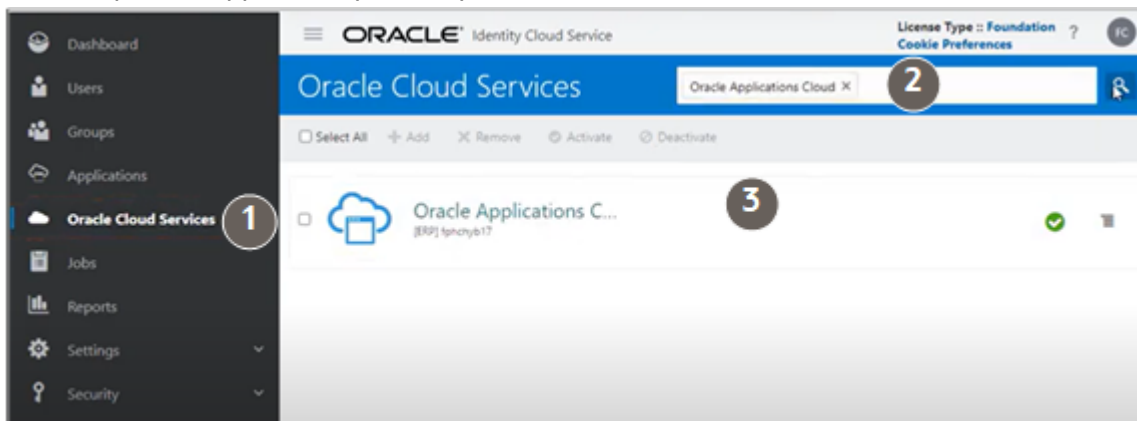 Dashboard
Users
Groups
Applications
Oracle Cloud Services
Jobs
Reports
Settings
Security
1
ORACLE® Identity Cloud Service
License Type :: Foundation
Cookie Preferences
?
FC
Oracle Cloud Services
Oracle Applications Cloud ×
2
Select All + Add × Remove Activate Deactivate
Oracle Applications C...
3